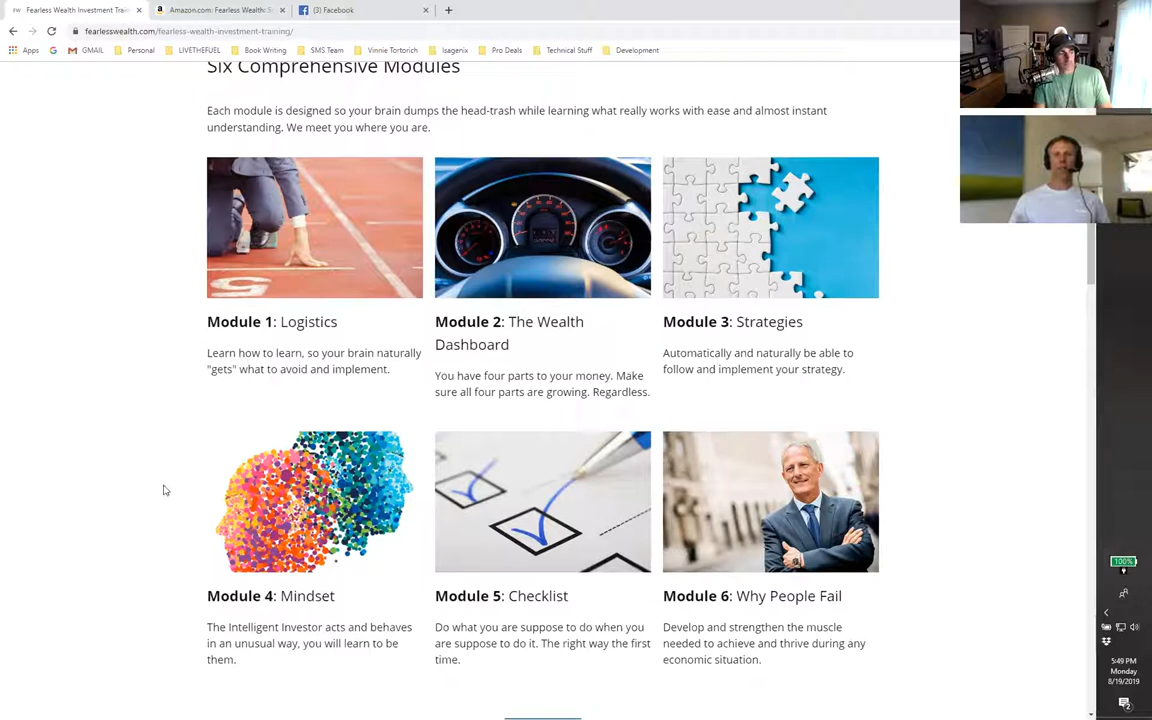 Fearless Wealth Investment Trai
Amazon.com: Fearless Wealth: S
(3) Facebook
fearlesswealth.com/fearless-wealth-investment-training/
Apps
GMAIL
Personal
LIVETHEFUEL
Book Writing
SMS Team
Vinnie Tortorich
Isagenix
Pro Deals
Technical Stuff
Development
Six Comprehensive Modules
Each module is designed so your brain dumps the head-trash while learning what really works with ease and almost instant
understanding. We meet you where you are.
5
Module 1: Logistics
Learn how to learn, so your brain naturally
"gets" what to avoid and implement.
Module 2: The Wealth
Dashboard
You have four parts to your money. Make
sure all four parts are growing. Regardless.
Module 3: Strategies
Automatically and naturally be able to
follow and implement your strategy.
Module 4: Mindset
The Intelligent Investor acts and behaves
in an unusual way, you will learn to be
them.
Module 5: Checklist
Do what you are suppose to do when you
are suppose to do it. The right way the first
time.
Module 6: Why People Fail
Develop and strengthen the muscle
needed to achieve and thrive during any
economic situation.
100%
5:49 PM
Monday
8/19/2019
2